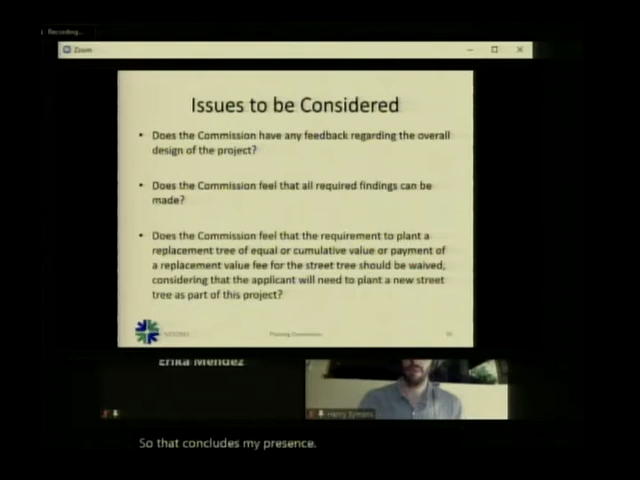 Recording...
Zoom
Issues to be Considered
• Does the Commission have any feedback regarding the overall
design of the project?
• Does the Commission feel that all required findings can be
made?
• Does the Commission feel that the requirement to plant a
replacement tree of equal or cumulative value or payment of
a replacement value fee for the street tree should be waived,
considering that the applicant will need to plant a new street
tree as part of this project?
Planning Commission
Erika Mendez
So that concludes my presence.